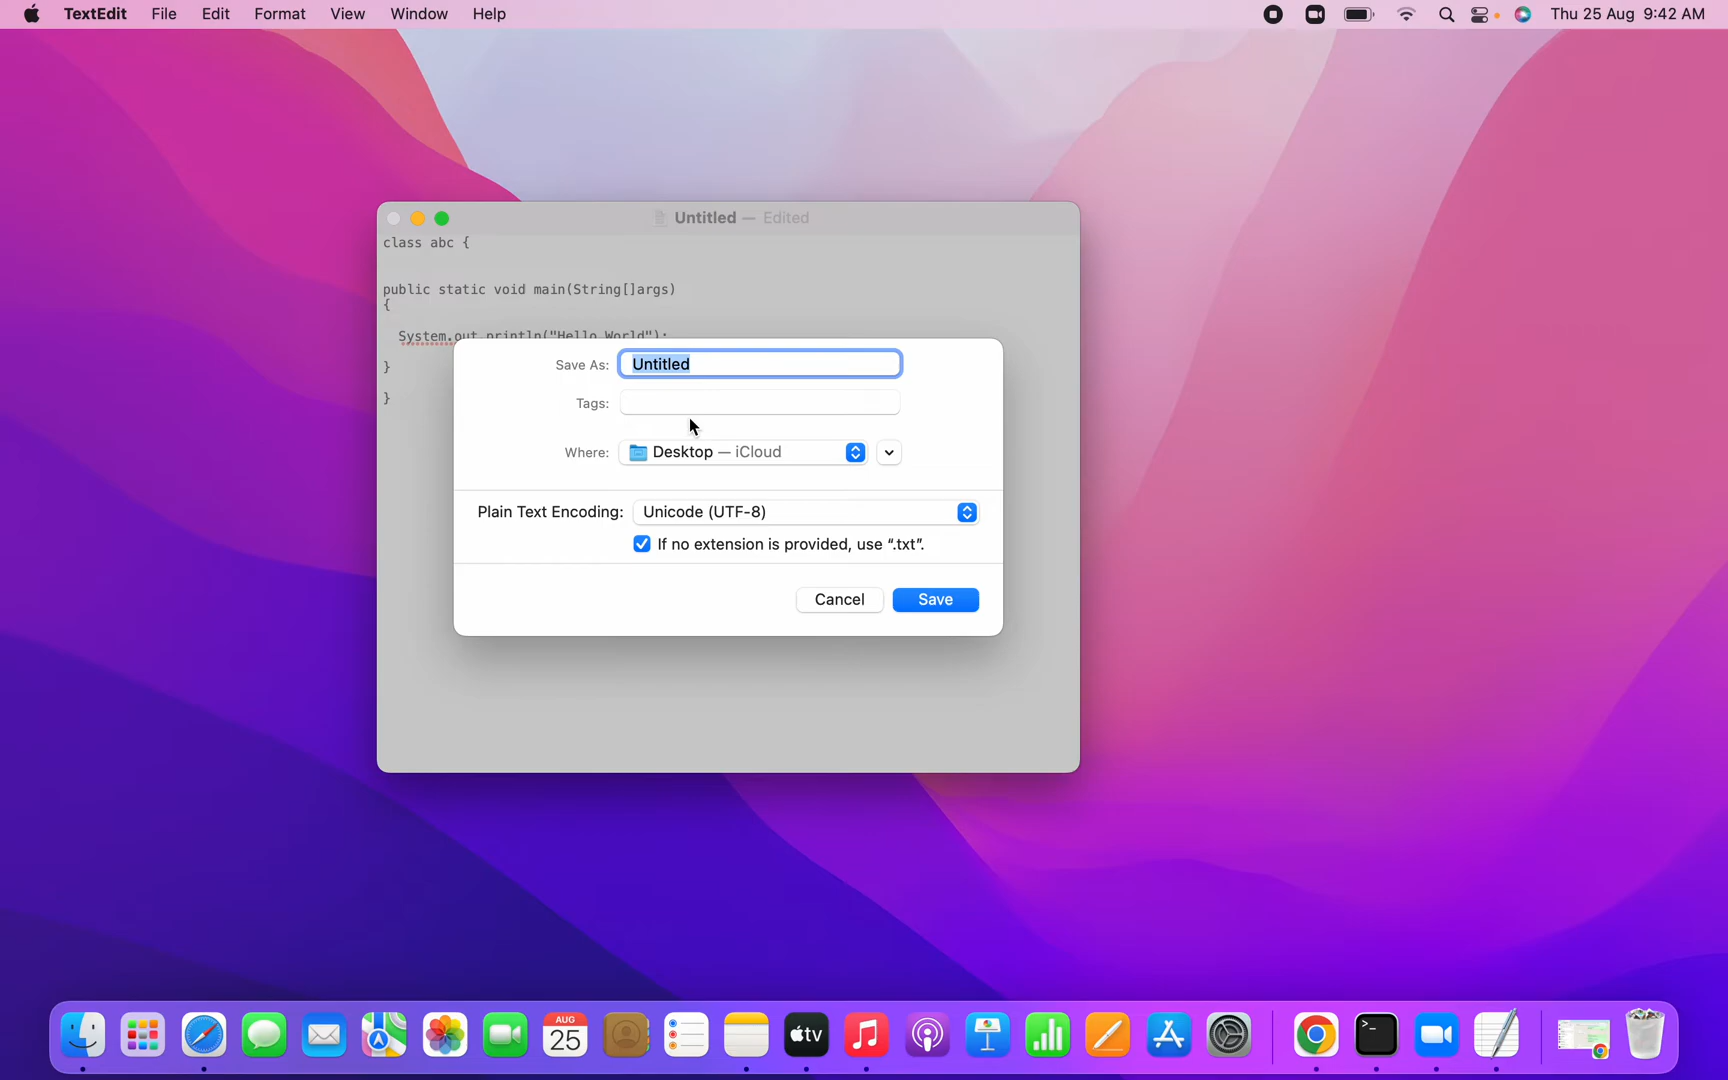 TextEdit File Edit Format View Window Help Thu 25 Aug 9:42 AM
Untitled — Edited
class abc {
public static void main(String[]args)
{
System.out.println("Hello World");
}
}
Save As: Untitled
Tags:
Where: Desktop — iCloud
Plain Text Encoding: Unicode (UTF-8)
If no extension is provided, use “.txt”.
Cancel Save
AUG
25
tv
>_